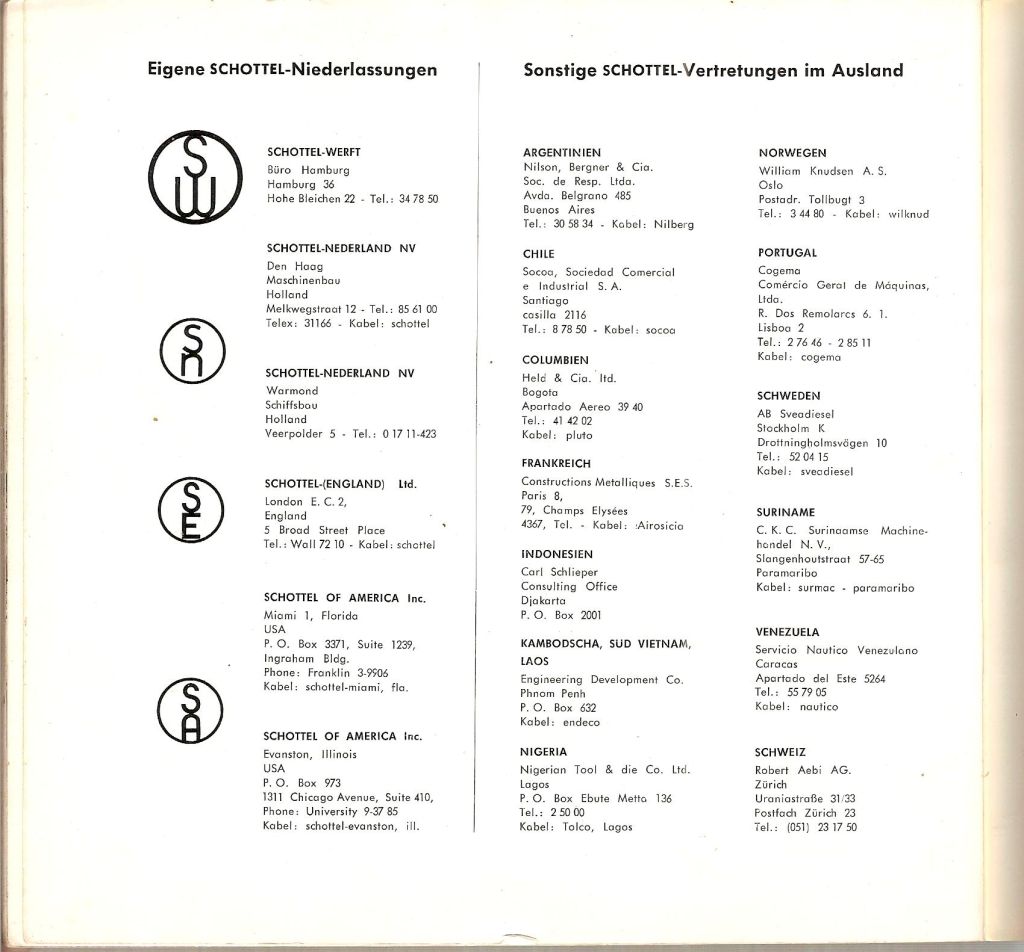 Eigene SCHOTTEL-Niederlassungen
SW
SCHOTTEL-WERFT
Büro Hamburg
Hamburg 36
Hohe Bleichen 22 - Tel.: 34 78 50
SCHOTTEL-NEDERLAND NV
Den Haag
Maschinenbau
Holland
Melkwegstraat 12 - Tel.: 85 61 00
Telex: 31166 - Kabel: schottel
Sn
SCHOTTEL-NEDERLAND NV
Warmond
Schiffsbau
Holland
Veerpolder 5 - Tel.: 0 17 11-423
SE
SCHOTTEL-(ENGLAND) Ltd.
London E. C. 2,
England
5 Broad Street Place
Tel.: Wall 72 10 - Kabel: schottel
SCHOTTEL OF AMERICA Inc.
Miami 1, Florida
USA
P. O. Box 3371, Suite 1239,
Ingraham Bldg.
Phone: Franklin 3-9906
Kabel: schottel-miami, fla.
SA
SCHOTTEL OF AMERICA Inc.
Evanston, Illinois
USA
P. O. Box 973
1311 Chicago Avenue, Suite 410,
Phone: University 9-37 85
Kabel: schottel-evanston, ill.
Sonstige SCHOTTEL-Vertretungen im Ausland
ARGENTINIEN
Nilson, Bergner & Cia.
Soc. de Resp. Ltda.
Avda. Belgrano 485
Buenos Aires
Tel.: 30 58 34 - Kabel: Nilberg
CHILE
Socoa, Sociedad Comercial
e Industrial S. A.
Santiago
casilla 2116
Tel.: 8 78 50 - Kabel: socoa
COLUMBIEN
Held & Cia. ltd.
Bogota
Apartado Aereo 39 40
Tel.: 41 42 02
Kabel: pluto
FRANKREICH
Constructions Metalliques S.E.S.
Paris 8,
79, Champs Elysées
4367, Tel. - Kabel: Airosicia
INDONESIEN
Carl Schlieper
Consulting Office
Djakarta
P. O. Box 2001
KAMBODSCHA, SÜD VIETNAM,
LAOS
Engineering Development Co.
Phnom Penh
P. O. Box 632
Kabel: endeco
NIGERIA
Nigerian Tool & die Co. Ltd.
Lagos
P. O. Box Ebute Metta 136
Tel.: 2 50 00
Kabel: Talco, Lagos
NORWEGEN
William Knudsen A. S.
Oslo
Postadr. Tollbugt 3
Tel.: 3 44 80 - Kabel: wilknud
PORTUGAL
Cogema
Comércio Geral de Máquinas,
Ltda.
R. Dos Remolarcs 6. 1.
Lisboa 2
Tel.: 2 76 46 - 2 85 11
Kabel: cogema
SCHWEDEN
AB Sveadiesel
Stockholm K
Drottningholmsvägen 10
Tel.: 52 04 15
Kabel: sveadiesel
SURINAME
C. K. C. Surinaamse Machine-
handel N. V.,
Slangenhoutstraat 57-65
Paramaribo
Kabel: surmac - paramaribo
VENEZUELA
Servicio Nautico Venezulano
Caracas
Apartado del Este 5264
Tel.: 55 79 05
Kabel: nautico
SCHWEIZ
Robert Aebi AG.
Zürich
Uraniastraße 31/33
Postfach Zürich 23
Tel.: (051) 23 17 50